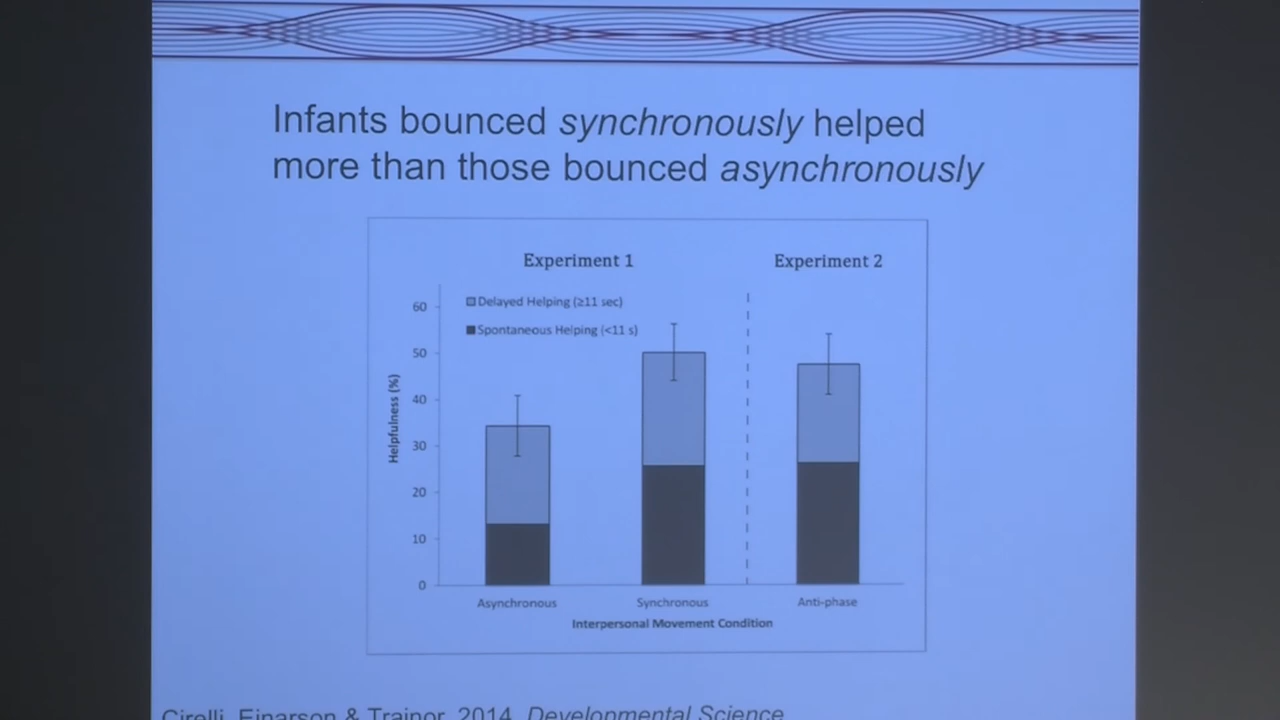 Infants bounced synchronously helped
more than those bounced asynchronously
Experiment 1
Experiment 2
Delayed Helping (≥11 sec)
Spontaneous Helping (<11 s)
60
50
40
30
20
10
0
Helpfulness (%)
Asynchronous
Synchronous
Anti-phase
Interpersonal Movement Condition
Cirelli, Einarson & Trainor, 2014, Developmental Science